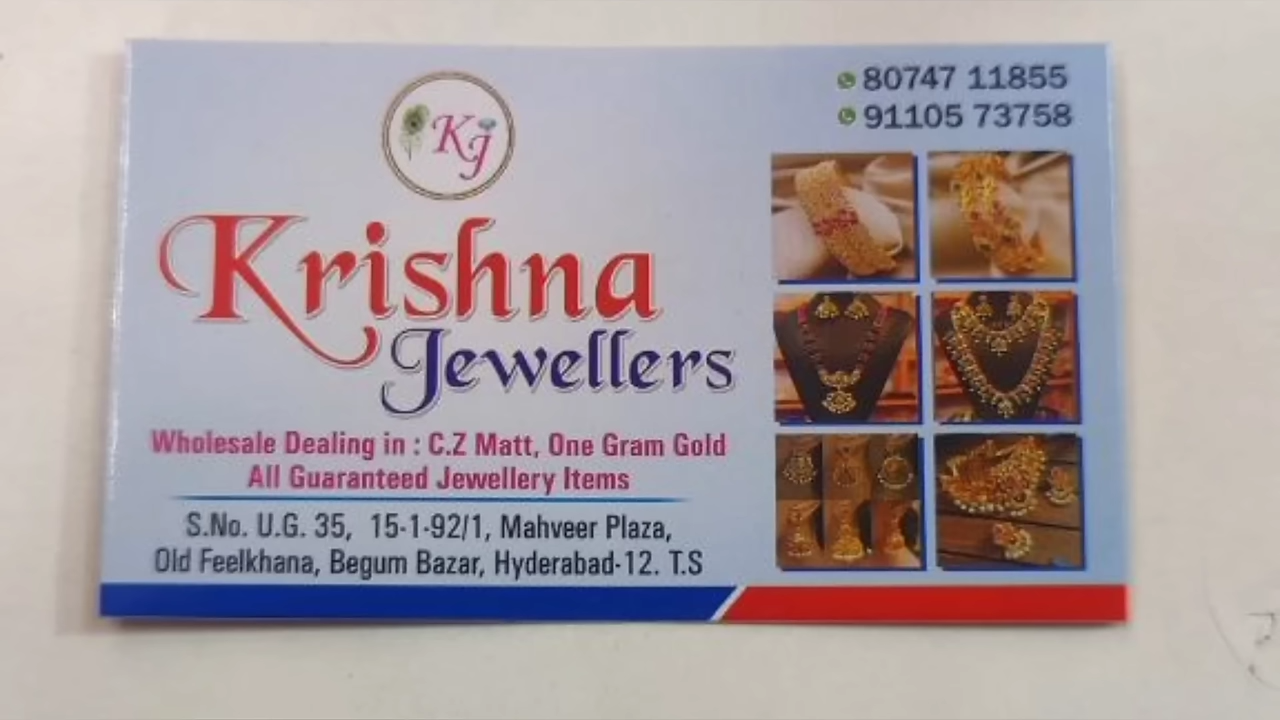 80747 11855
91105 73758
Kj
Krishna
Jewellers
Wholesale Dealing in : C.Z Matt, One Gram Gold
All Guaranteed Jewellery Items
S.No. U.G. 35, 15-1-92/1, Mahveer Plaza,
Old Feelkhana, Begum Bazar, Hyderabad-12. T.S